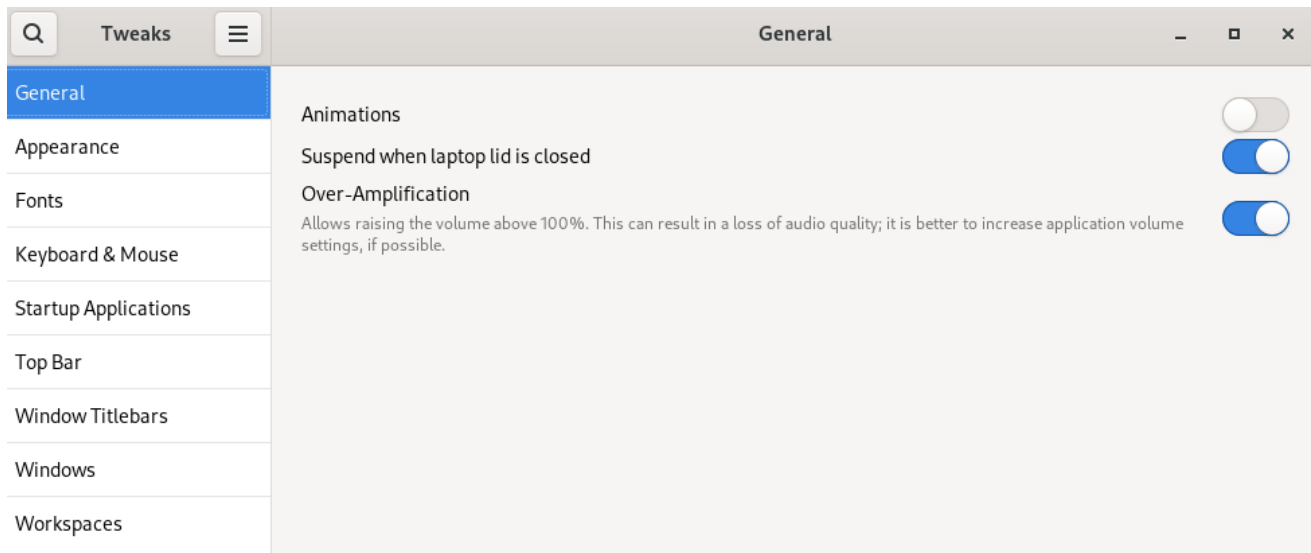 Tweaks
General
General
Appearance
Fonts
Keyboard & Mouse
Startup Applications
Top Bar
Window Titlebars
Windows
Workspaces
Animations
Suspend when laptop lid is closed
Over-Amplification
Allows raising the volume above 100%. This can result in a loss of audio quality; it is better to increase application volume
settings, if possible.